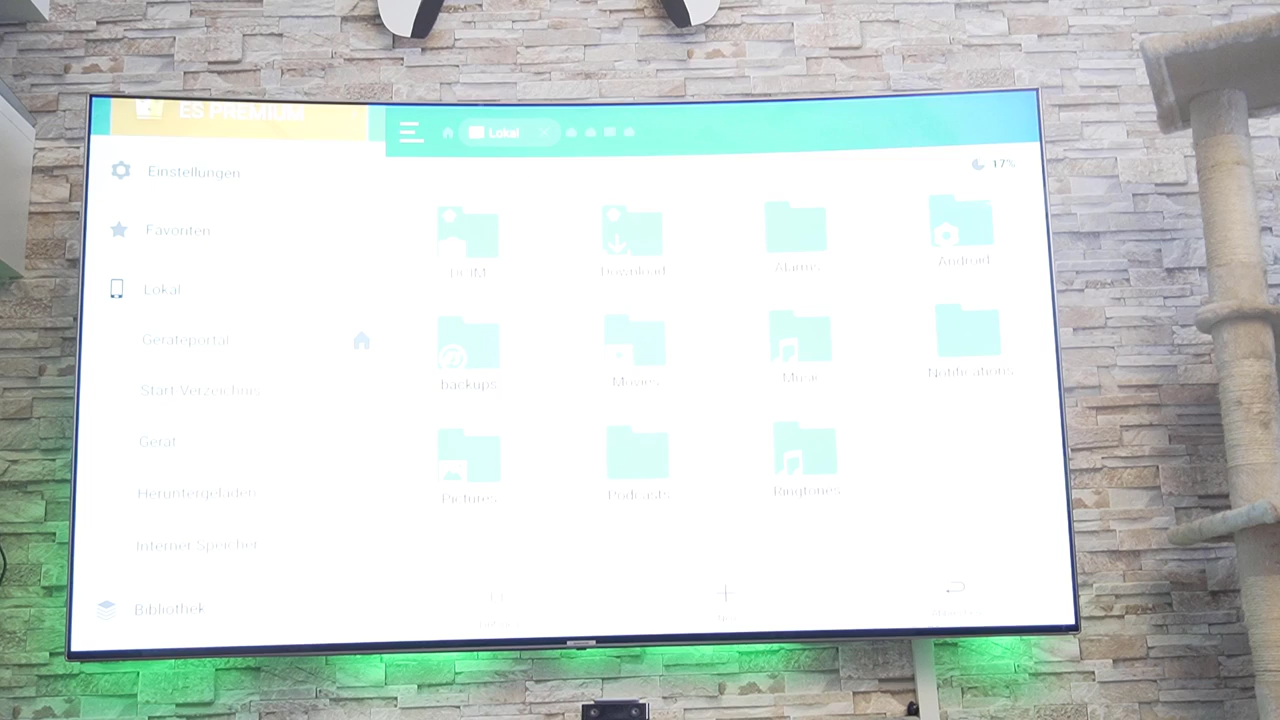 ES PREMIUM
Lokal
Einstellungen
17%
Favoriten
DCIM
Download
Alarms
Android
Lokal
Geräteportal
backups
Movies
Music
Notifications
Start-Verzeichnis
Gerät
Heruntergeladen
Pictures
Podcasts
Ringtones
Interner Speicher
Bibliothek
Neu